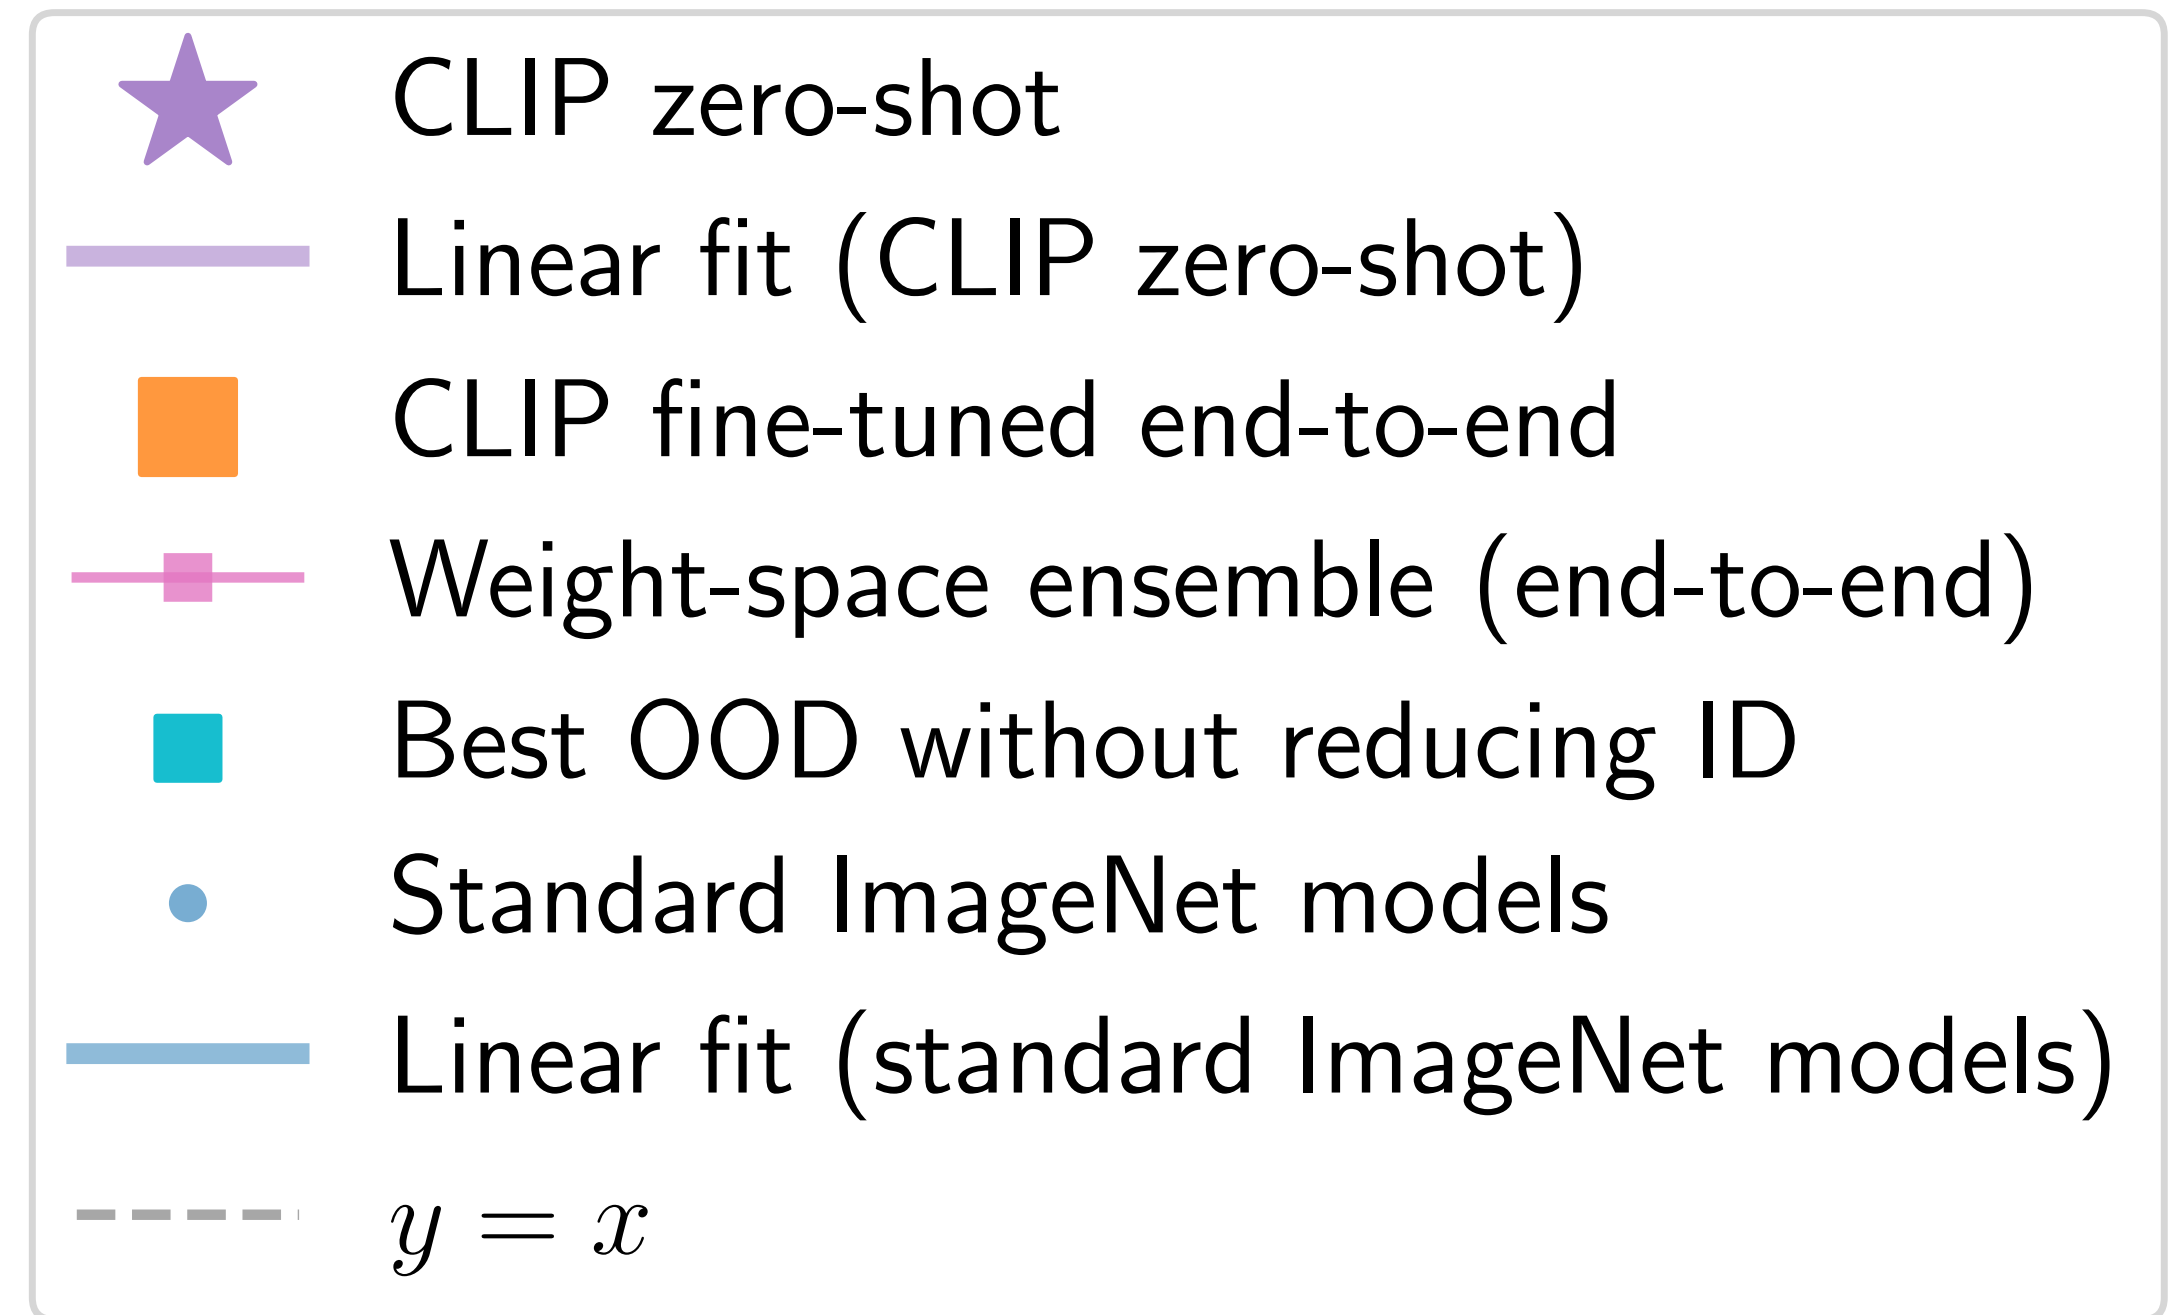 CLIP zero-shot
Linear fit (CLIP zero-shot)
CLIP fine-tuned end-to-end
Weight-space ensemble (end-to-end)
Best OOD without reducing ID
Standard ImageNet models
Linear fit (standard ImageNet models)
y = x